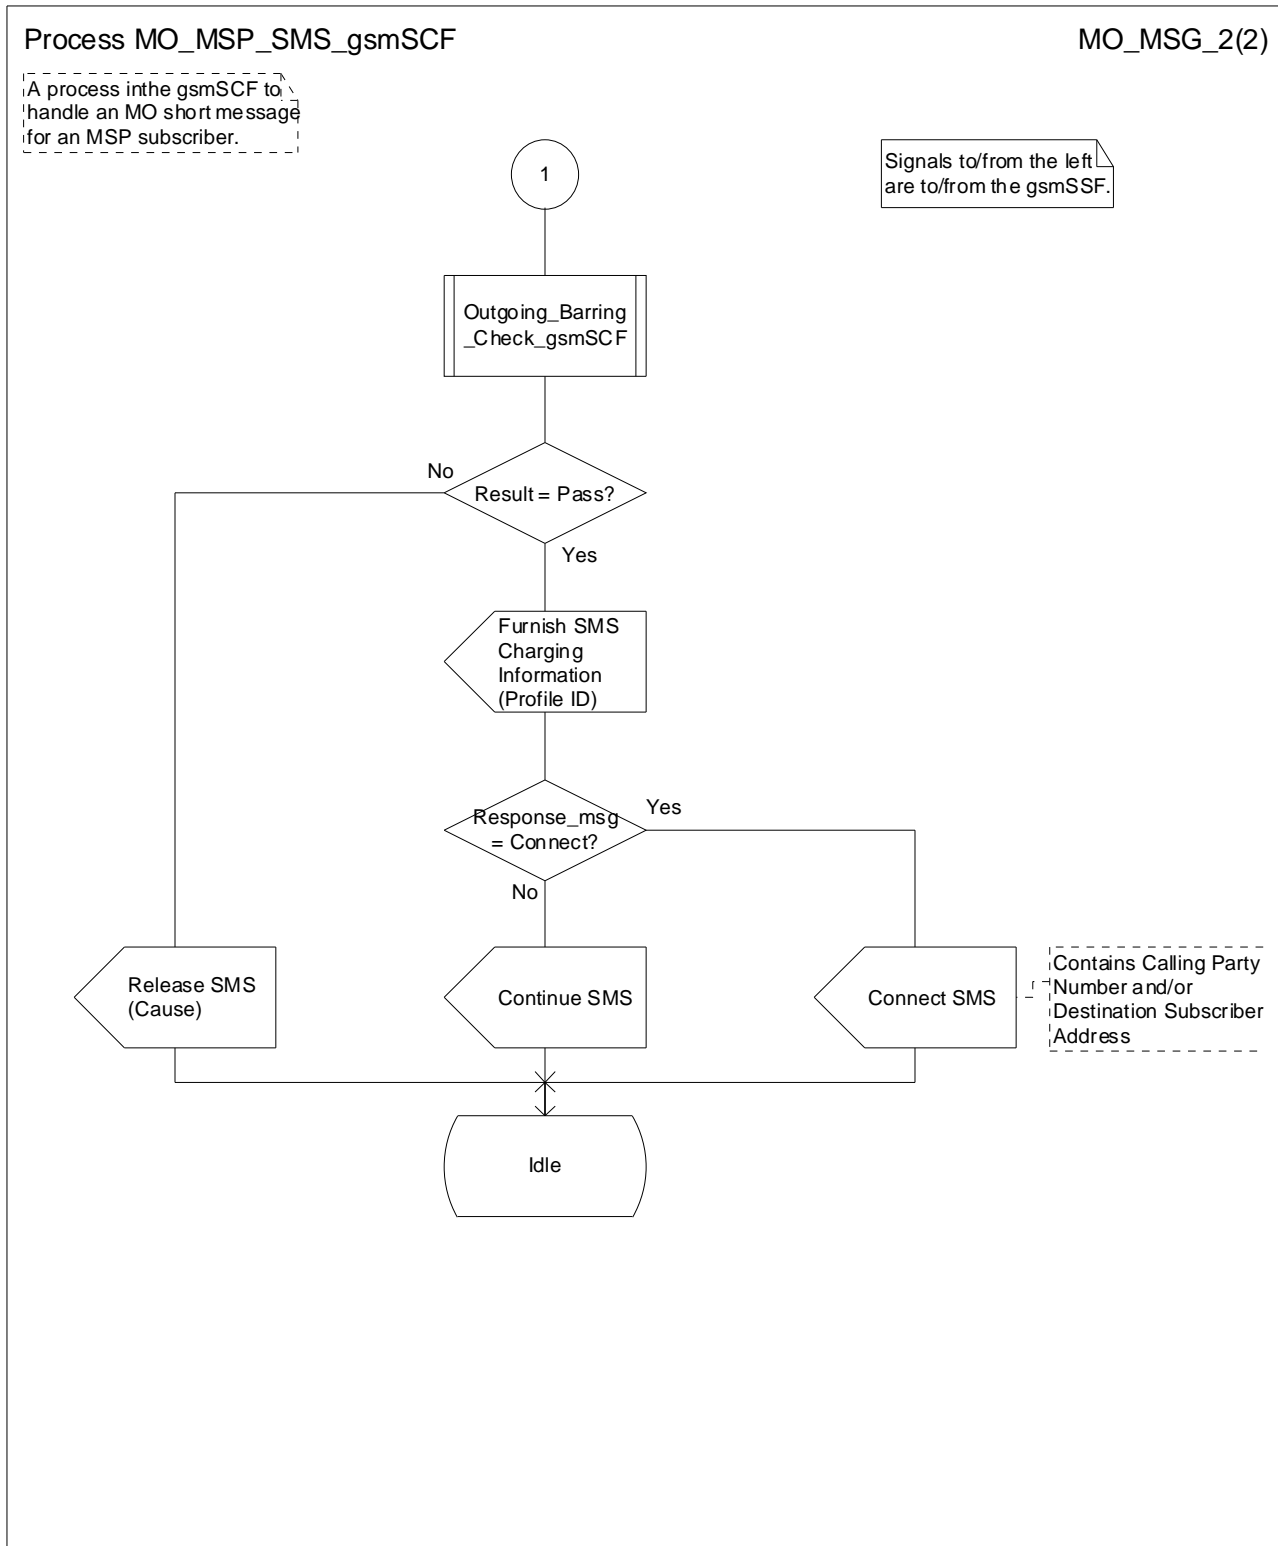 Process MO_MSP_SMS_gsmSCF
MO_MSG_2(2)
A process inthe gsmSCF to
handle an MO short message
for an MSP subscriber.
Signals to/from the left
are to/from the gsmSSF.
1
Outgoing_Barring
_Check_gsmSCF
No
Result = Pass?
Yes
Furnish SMS
Charging
Information
(Profile ID)
Response_msg
= Connect?
Yes
No
Release SMS
(Cause)
Continue SMS
Connect SMS
Contains Calling Party
Number and/or
Destination Subscriber
Address
Idle